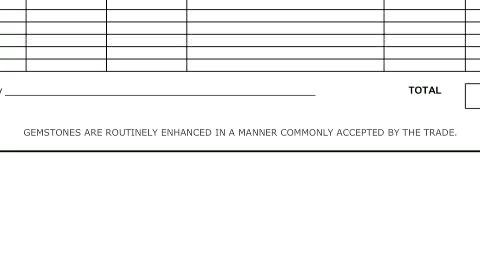 TOTAL
GEMSTONES ARE ROUTINELY ENHANCED IN A MANNER COMMONLY ACCEPTED BY THE TRADE.